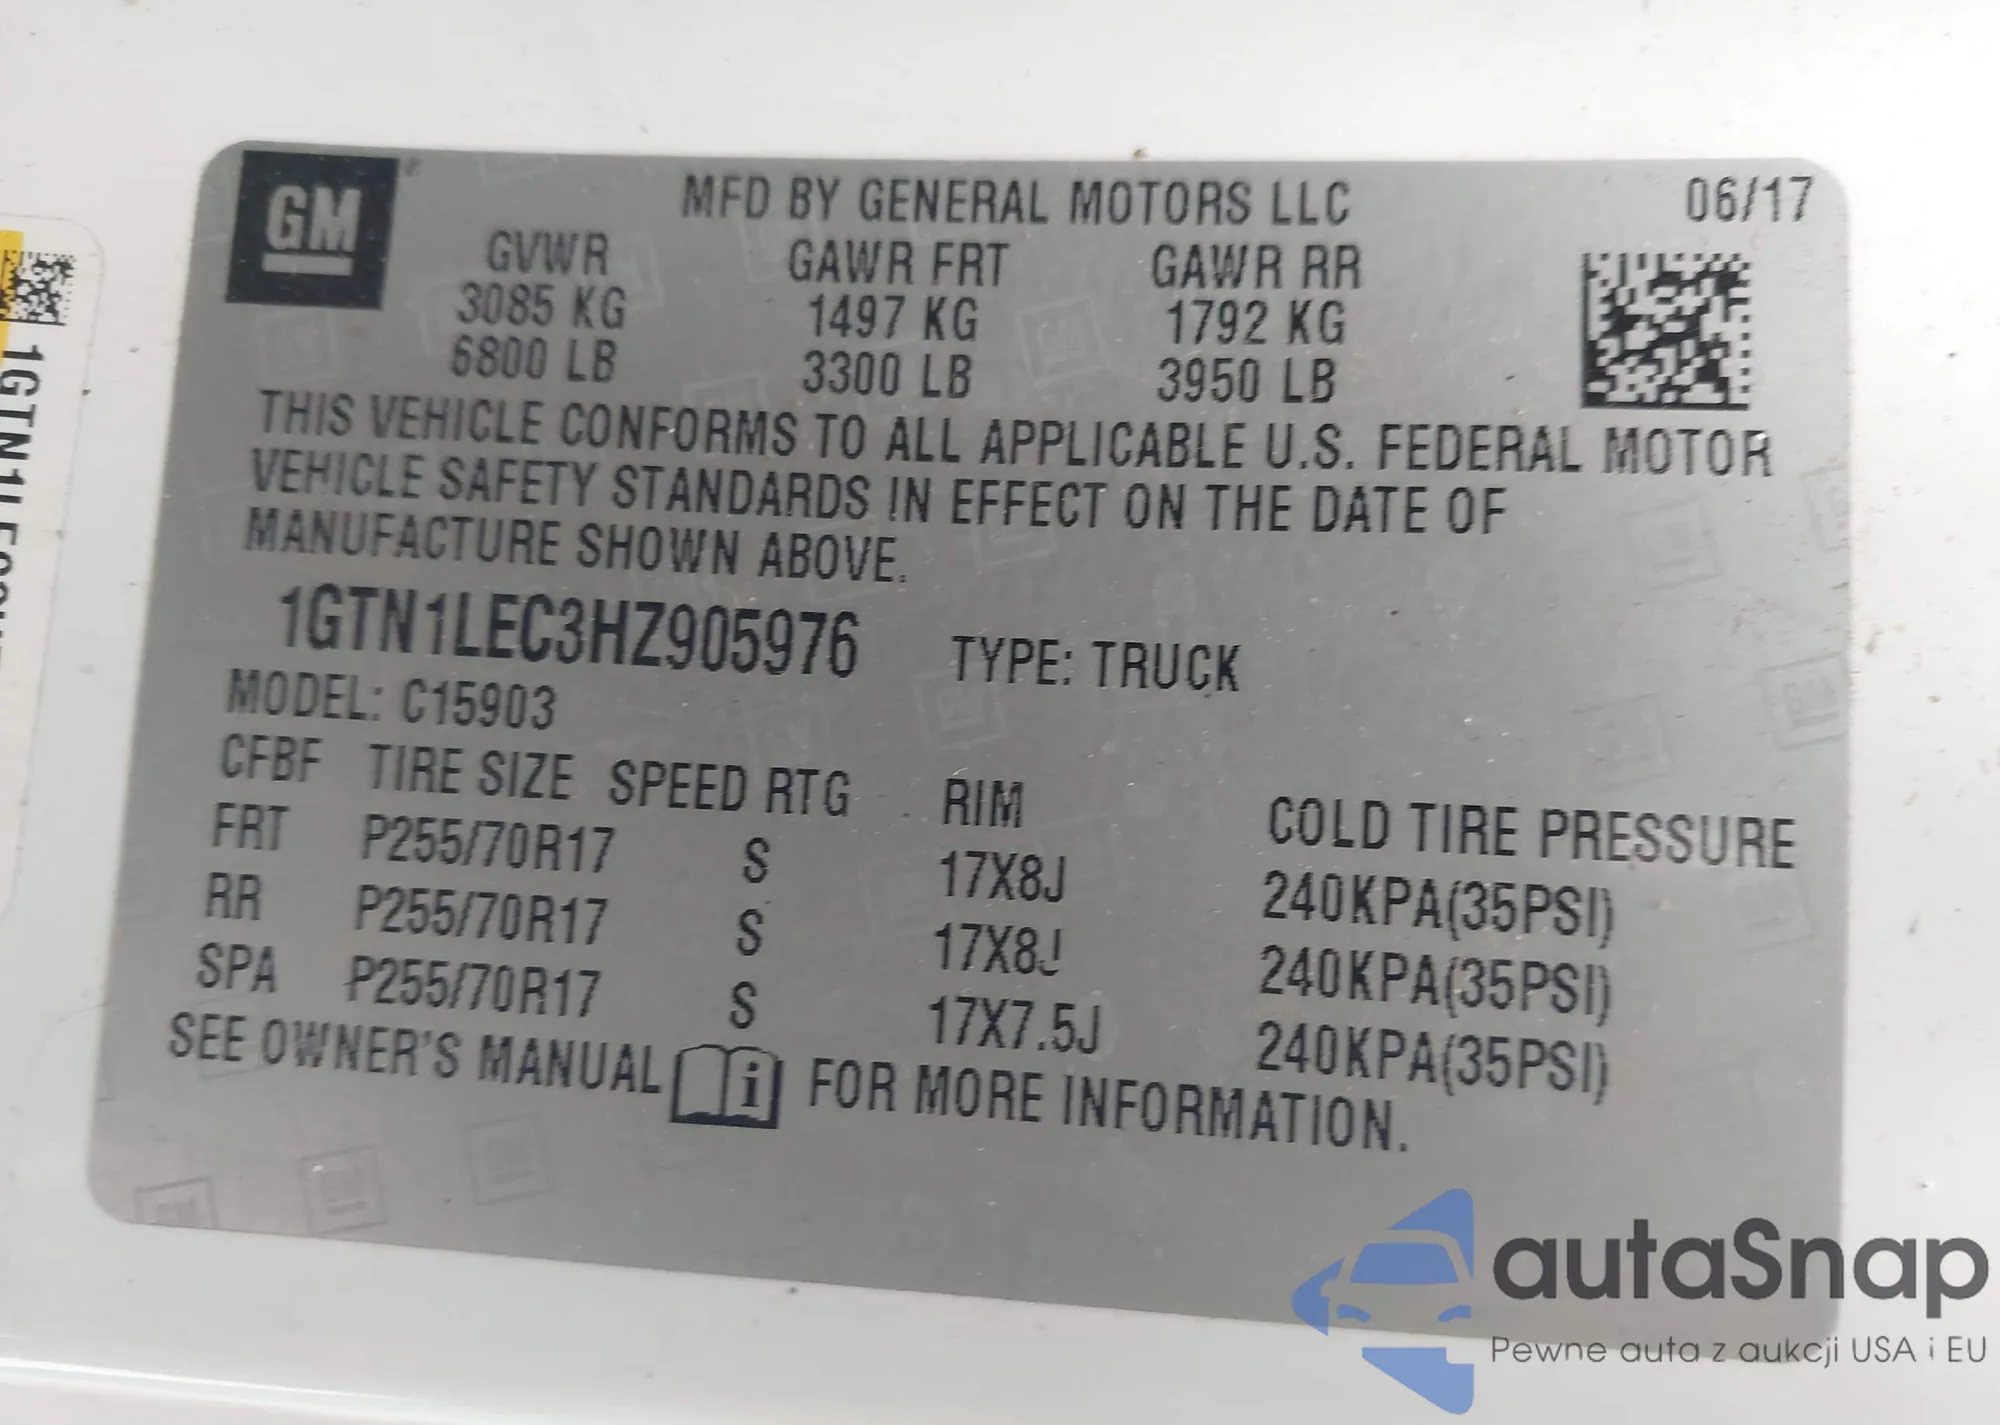 GM
MFD BY GENERAL MOTORS LLC 06/17
GVWR GAWR FRT GAWR RR
3085 KG 1497 KG 1792 KG
6800 LB 3300 LB 3950 LB
THIS VEHICLE CONFORMS TO ALL APPLICABLE U.S. FEDERAL MOTOR
VEHICLE SAFETY STANDARDS IN EFFECT ON THE DATE OF
MANUFACTURE SHOWN ABOVE.
1GTN1LEC3HZ905976 TYPE: TRUCK
MODEL: C15903
CFBF TIRE SIZE SPEED RTG RIM COLD TIRE PRESSURE
FRT P255/70R17 S 17X8J 240KPA(35PSI)
RR P255/70R17 S 17X8J 240KPA(35PSI)
SPA P255/70R17 S 17X7.5J 240KPA(35PSI)
SEE OWNER'S MANUAL i FOR MORE INFORMATION.
autaSnap
Pewne auta z aukcji USA i EU